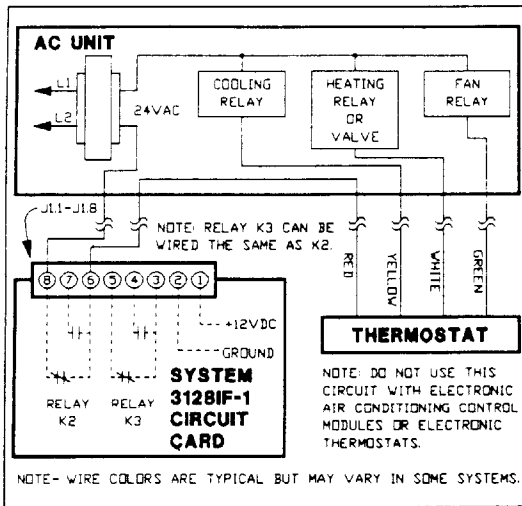 AC UNIT
L1
L2
24VAC
COOLING
RELAY
HEATING
RELAY
OR
VALVE
FAN
RELAY
J1.1-J1.8
NOTE: RELAY K3 CAN BE
WIRED THE SAME AS K2.
RED
YELLOW
WHITE
GREEN
8 7 6 5 4 3 2 1
+12VDC
GROUND
RELAY
K2
RELAY
K3
SYSTEM
3128IF-1
CIRCUIT
CARD
THERMOSTAT
NOTE: DO NOT USE THIS
CIRCUIT WITH ELECTRONIC
AIR CONDITIONING CONTROL
MODULES OR ELECTRONIC
THERMOSTATS.
NOTE- WIRE COLORS ARE TYPICAL BUT MAY VARY IN SOME SYSTEMS.